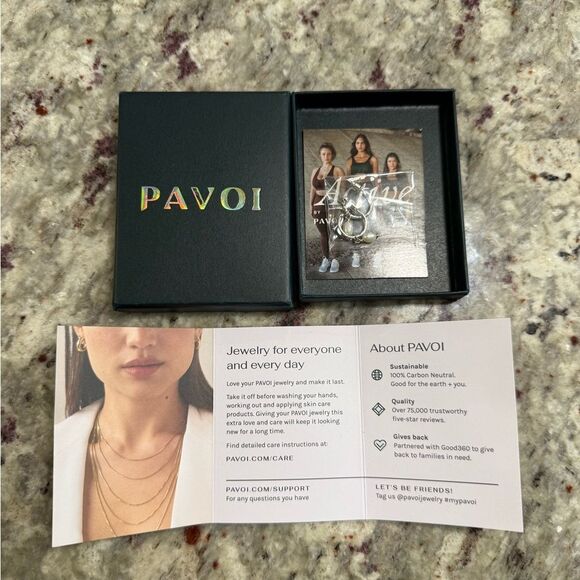 PAVOI
Active
BY
PAVOI
Jewelry for everyone
and every day
Love your PAVOI jewelry and make it last.
Take it off before washing your hands,
working out and applying skin care
products. Giving your PAVOI jewelry this
extra love and care will keep it looking
new for a long time.
Find detailed care instructions at:
PAVOI.COM/CARE
PAVOI.COM/SUPPORT
For any questions you have
About PAVOI
Sustainable
100% Carbon Neutral.
Good for the earth + you.
Quality
Over 75,000 trustworthy
five-star reviews.
Gives back
Partnered with Good360 to give
back to families in need.
LET'S BE FRIENDS!
Tag us @pavoijewelry #mypavoi